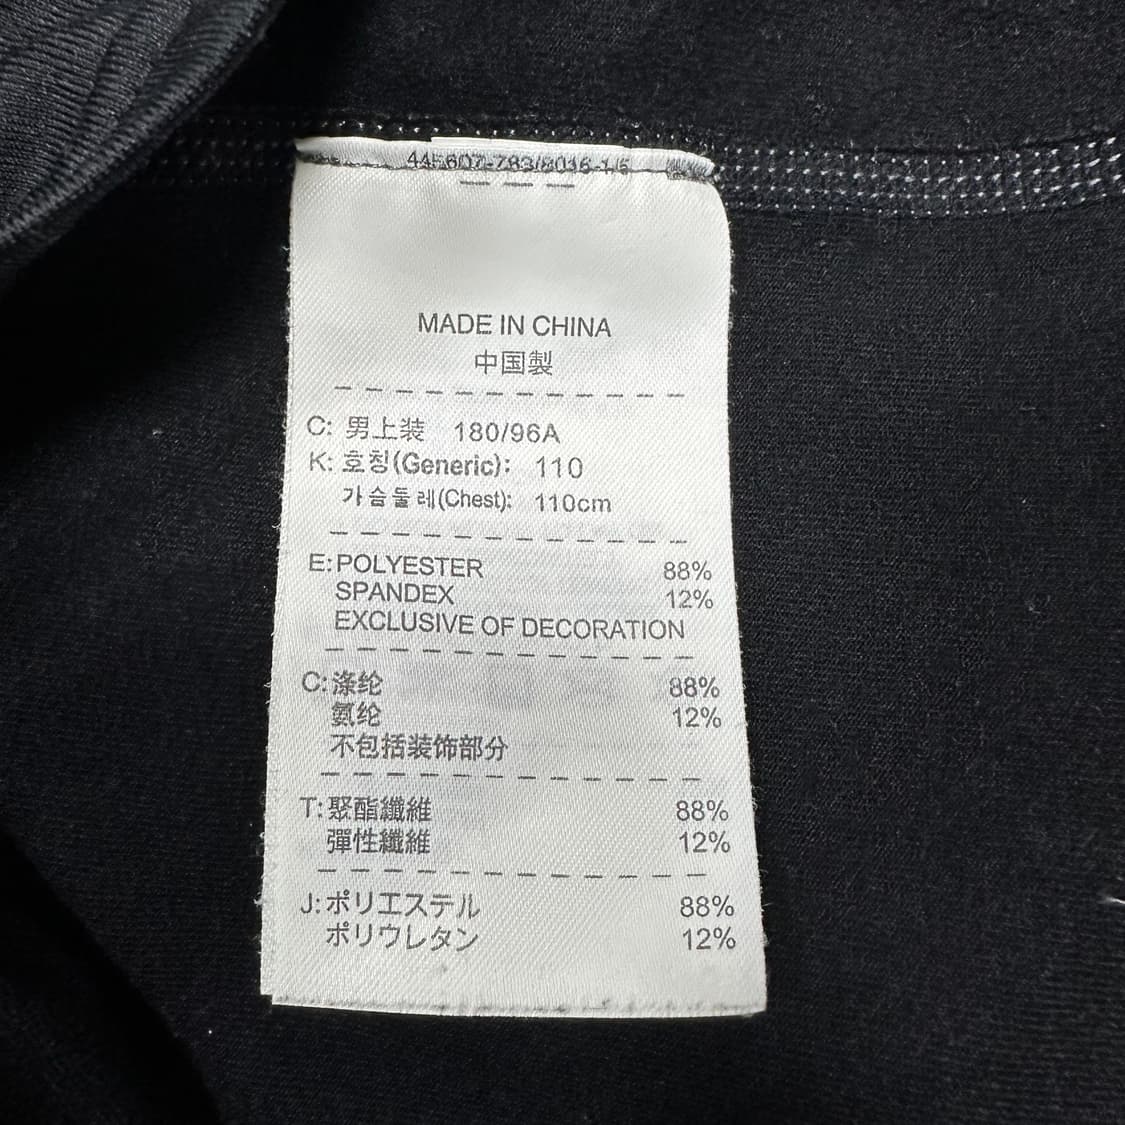 MADE IN CHINA
中国製
C: 男上装 180/96A
K: 호칭(Generic): 110
가슴둘레(Chest): 110cm
E: POLYESTER 88%
SPANDEX 12%
EXCLUSIVE OF DECORATION
C: 涤纶 88%
氨纶 12%
不包括装饰部分
T: 聚酯纖維 88%
彈性纖維 12%
J: ポリエステル 88%
ポリウレタン 12%